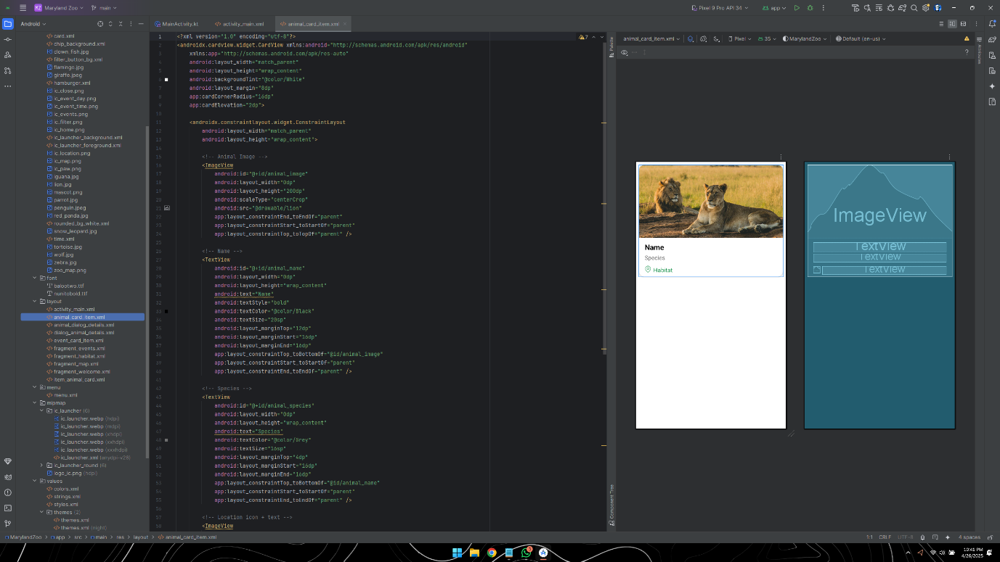 MZ Maryland Zoo main Pixel 9 Pro API 34 app
Android
MainActivity.kt activity_main.xml animal_card_item.xml
card.xml
chip_background.xml
clown_fish.jpg
filter_button_bg.xml
flamingo.jpg
giraffe.jpeg
hamburger.xml
ic_close.png
ic_event_day.png
ic_event_time.png
ic_events.png
ic_filter.png
ic_home.png
ic_launcher_background.xml
ic_launcher_foreground.xml
ic_location.png
ic_map.png
ic_paw.png
iguana.jpg
lion.jpg
mascot.png
parrot.jpg
penguin.jpeg
red_panda.jpg
rounded_bg_white.xml
snow_leopard.jpg
time.xml
tortoise.jpg
wolf.jpg
zebra.jpg
zoo_map.png
font
balootwo.ttf
nunitobold.ttf
layout
activity_main.xml
animal_card_item.xml
animal_dialog_details.xml
dialog_animal_details.xml
event_card_item.xml
fragment_events.xml
fragment_habitat.xml
fragment_map.xml
fragment_welcome.xml
item_animal_card.xml
menu
menu.xml
mipmap
ic_launcher (6)
ic_launcher.webp (hdpi)
ic_launcher.webp (mdpi)
ic_launcher.webp (xhdpi)
ic_launcher.webp (xxhdpi)
ic_launcher.webp (xxxhdpi)
ic_launcher.xml (anydpi-v26)
ic_launcher_round (6)
logo_ic.png (hdpi)
values
colors.xml
strings.xml
styles.xml
themes (2)
themes.xml
themes.xml (night)
1 <?xml version="1.0" encoding="utf-8"?>
2 <androidx.cardview.widget.CardView xmlns:android="http://schemas.android.com/apk/res/android"
3 xmlns:app="http://schemas.android.com/apk/res-auto"
4 android:layout_width="match_parent"
5 android:layout_height="wrap_content"
6 android:backgroundTint="@color/White"
7 android:layout_margin="8dp"
8 app:cardCornerRadius="16dp"
9 app:cardElevation="2dp">
10
11 <androidx.constraintlayout.widget.ConstraintLayout
12 android:layout_width="match_parent"
13 android:layout_height="wrap_content">
14
15 <!-- Animal Image -->
16 <ImageView
17 android:id="@+id/animal_image"
18 android:layout_width="0dp"
19 android:layout_height="200dp"
20 android:scaleType="centerCrop"
21 android:src="@drawable/lion"
22 app:layout_constraintEnd_toEndOf="parent"
23 app:layout_constraintStart_toStartOf="parent"
24 app:layout_constraintTop_toTopOf="parent" />
25
26 <!-- Name -->
27 <TextView
28 android:id="@+id/animal_name"
29 android:layout_width="0dp"
30 android:layout_height="wrap_content"
31 android:text="Name"
32 android:textStyle="bold"
33 android:textColor="@color/Black"
34 android:textSize="20sp"
35 android:layout_marginTop="12dp"
36 android:layout_marginStart="16dp"
37 android:layout_marginEnd="16dp"
38 app:layout_constraintTop_toBottomOf="@id/animal_image"
39 app:layout_constraintStart_toStartOf="parent"
40 app:layout_constraintEnd_toEndOf="parent" />
41
42 <!-- Species -->
43 <TextView
44 android:id="@+id/animal_species"
45 android:layout_width="0dp"
46 android:layout_height="wrap_content"
47 android:text="Species"
48 android:textColor="@color/Grey"
49 android:textSize="16sp"
50 android:layout_marginTop="4dp"
51 android:layout_marginStart="16dp"
52 android:layout_marginEnd="16dp"
53 app:layout_constraintTop_toBottomOf="@id/animal_name"
54 app:layout_constraintStart_toStartOf="parent"
55 app:layout_constraintEnd_toEndOf="parent" />
56
57 <!-- Location icon + text -->
58 <ImageView
7
Palette
Component Tree
animal_card_item.xml Pixel 35 MarylandZoo Default (en-us)
?
Attributes
Name
Species
Habitat
ImageView
TextView
TextView
TextView
MarylandZoo app src main res layout animal_card_item.xml
1:1 CRLF UTF-8 4 spaces
10:41 PM
4/26/2025